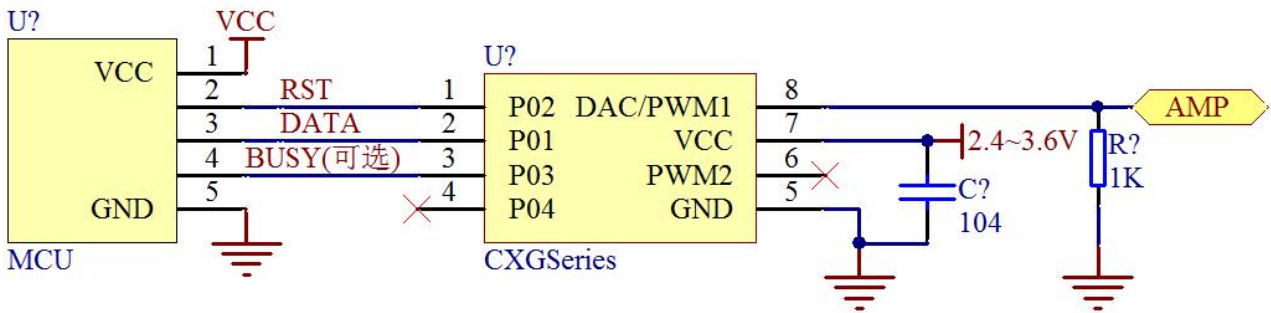 U?
VCC
VCC
1
2
RST
3
DATA
4
BUSY(可选)
GND
5
MCU
U?
1
P02
DAC/PWM1
8
2
P01
VCC
7
3
P03
PWM2
6
4
P04
GND
5
CXGSeries
2.4~3.6V
C?
104
R?
1K
AMP